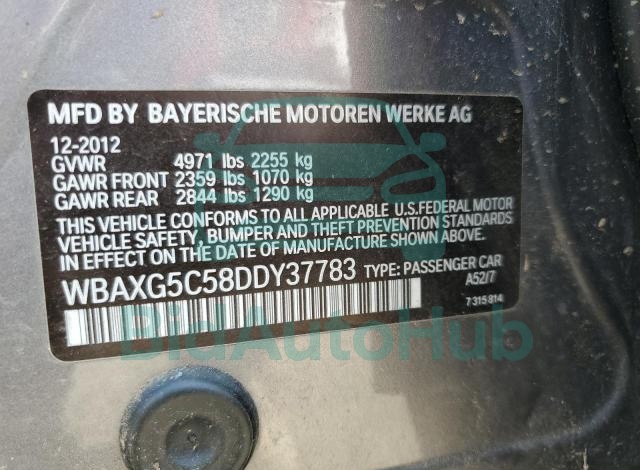 MFD BY BAYERISCHE MOTOREN WERKE AG
12-2012
GVWR 4971 lbs 2255 kg
GAWR FRONT 2359 lbs 1070 kg
GAWR REAR 2844 lbs 1290 kg
THIS VEHICLE CONFORMS TO ALL APPLICABLE U.S.FEDERAL MOTOR
VEHICLE SAFETY, BUMPER AND THEFT PREVENTION STANDARDS
IN EFFECT ON THE DATE OF MANUFACTURE SHOWN ABOVE.
WBAXG5C58DDY37783 TYPE: PASSENGER CAR
A52/7
7 315 814
BidAutoHub